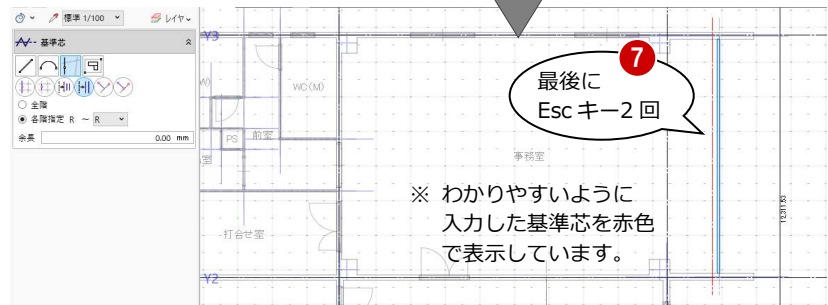 標準 1/100
レイヤ
基準芯
全階
各階指定 R ～ R
余長 0.00 mm
Y3
WC(M)
PS
前室
事務室
打合せ室
Y2
12,311.53
7
最後に
Esc キー2 回
※ わかりやすいように
入力した基準芯を赤色
で表示しています。